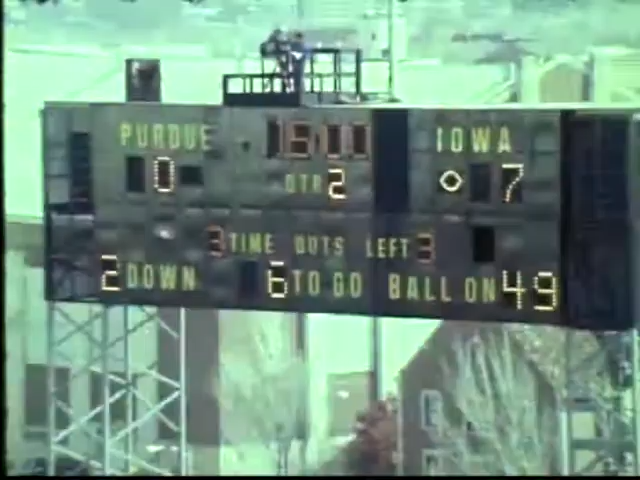 PURDUE 15:00 IOWA
0 QTR 2 7
3 TIME OUTS LEFT 3
2 DOWN 6 TO GO BALL ON 49